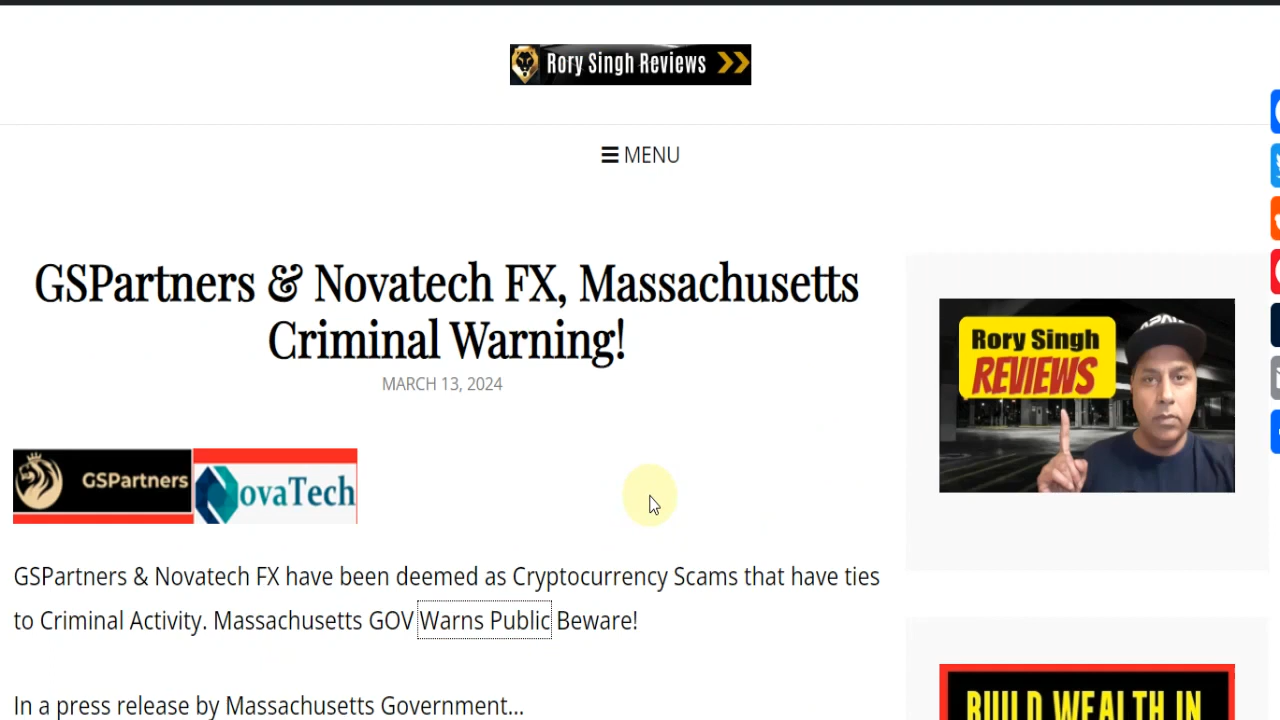 Rory Singh Reviews
MENU
GSPartners & Novatech FX, Massachusetts
Criminal Warning!
MARCH 13, 2024
Rory Singh
REVIEWS
GSPartners
ovaTech
GSPartners & Novatech FX have been deemed as Cryptocurrency Scams that have ties
to Criminal Activity. Massachusetts GOV Warns Public Beware!
In a press release by Massachusetts Government...
BUILD WEALTH IN